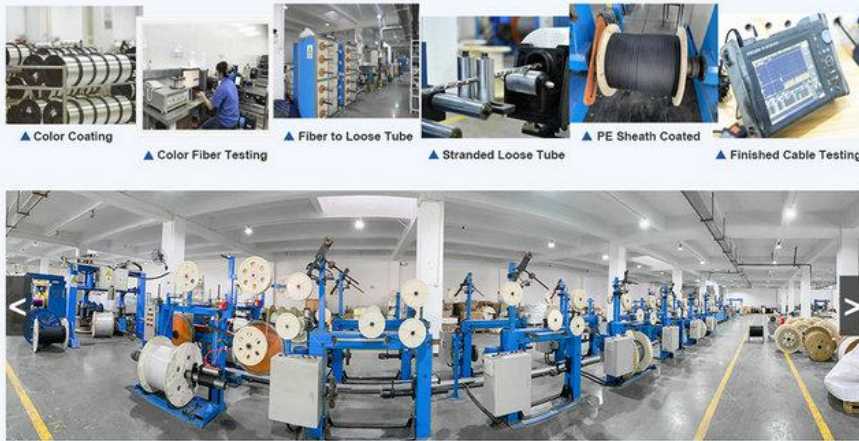 ▲ Color Coating
▲ Color Fiber Testing
▲ Fiber to Loose Tube
▲ Stranded Loose Tube
▲ PE Sheath Coated
▲ Finished Cable Testing
< >